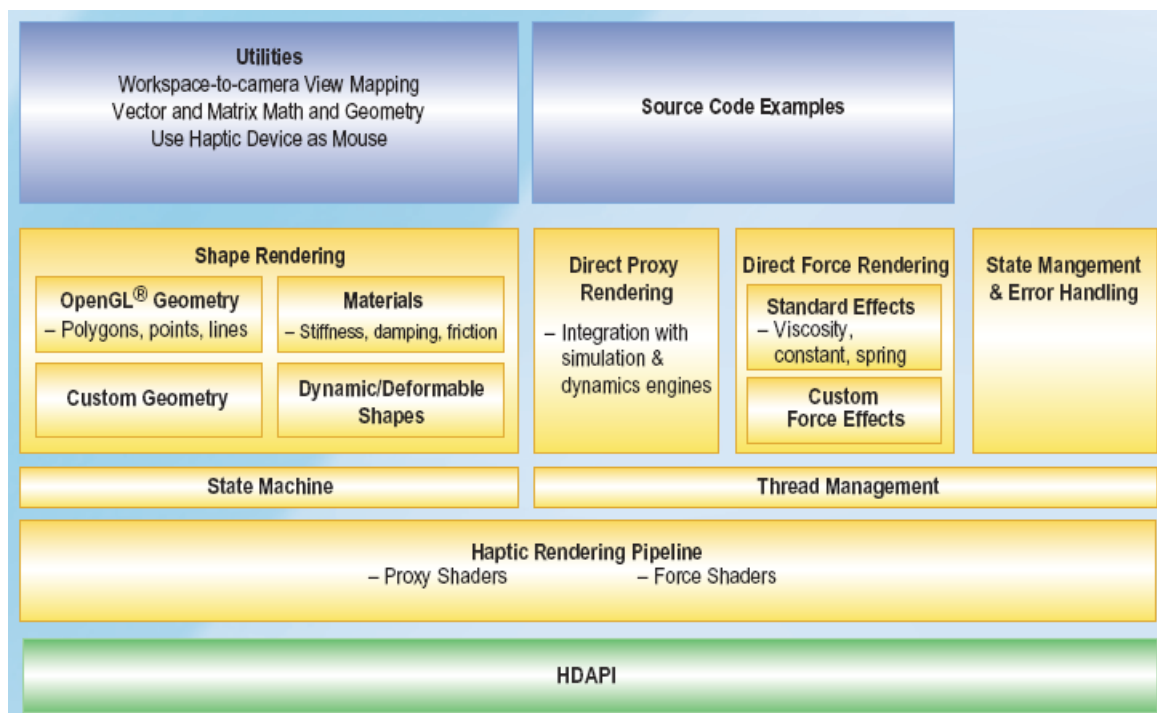 Utilities
Workspace-to-camera View Mapping
Vector and Matrix Math and Geometry
Use Haptic Device as Mouse
Source Code Examples
Shape Rendering
OpenGL® Geometry
– Polygons, points, lines
Materials
– Stiffness, damping, friction
Custom Geometry
Dynamic/Deformable
Shapes
Direct Proxy
Rendering
– Integration with
simulation &
dynamics engines
Direct Force Rendering
Standard Effects
– Viscosity,
constant, spring
Custom
Force Effects
State Mangement
& Error Handling
State Machine
Thread Management
Haptic Rendering Pipeline
– Proxy Shaders
– Force Shaders
HDAPI